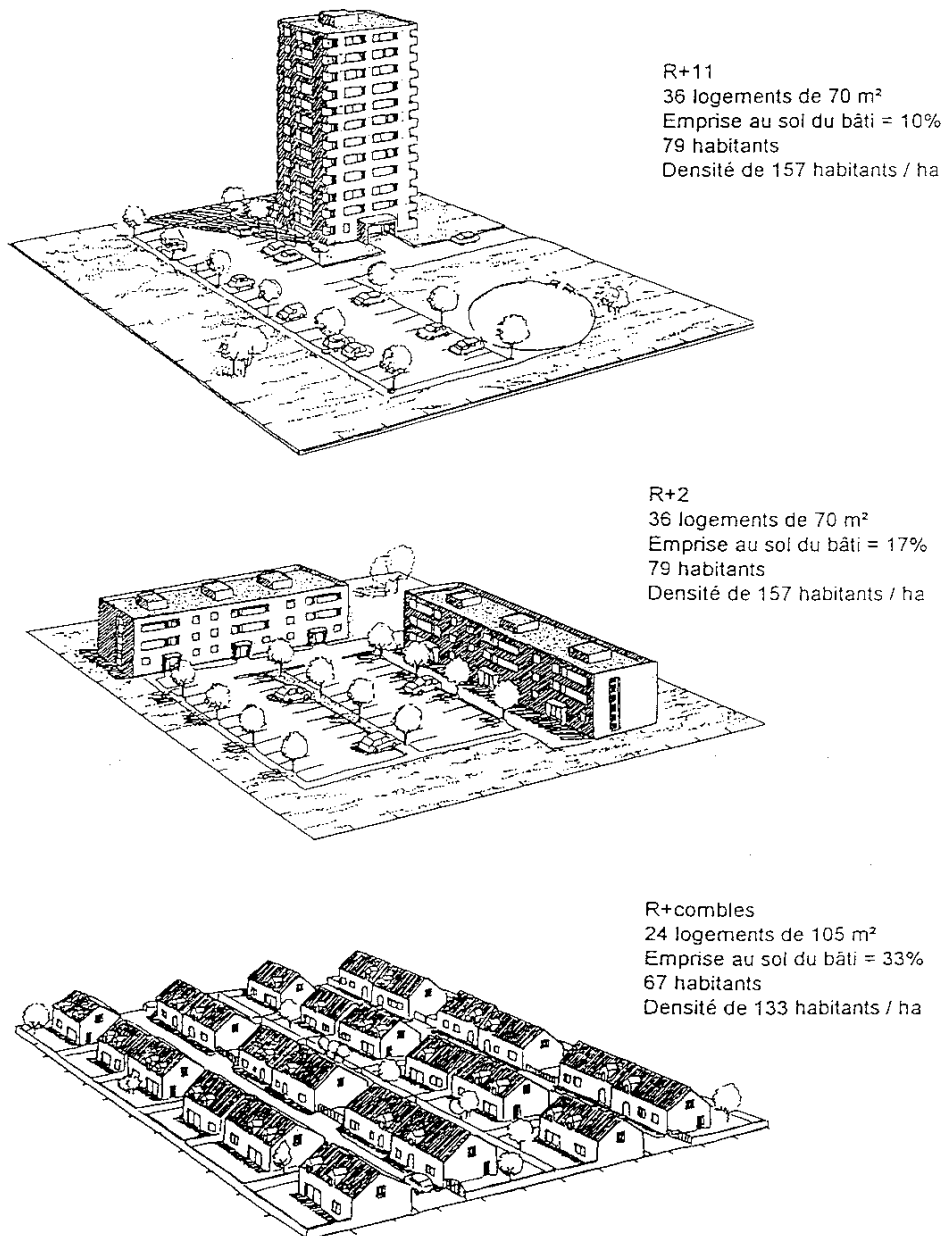 R+11
36 logements de 70 m²
Emprise au sol du bâti = 10%
79 habitants
Densité de 157 habitants / ha
R+2
36 logements de 70 m²
Emprise au sol du bâti = 17%
79 habitants
Densité de 157 habitants / ha
R+combles
24 logements de 105 m²
Emprise au sol du bâti = 33%
67 habitants
Densité de 133 habitants / ha